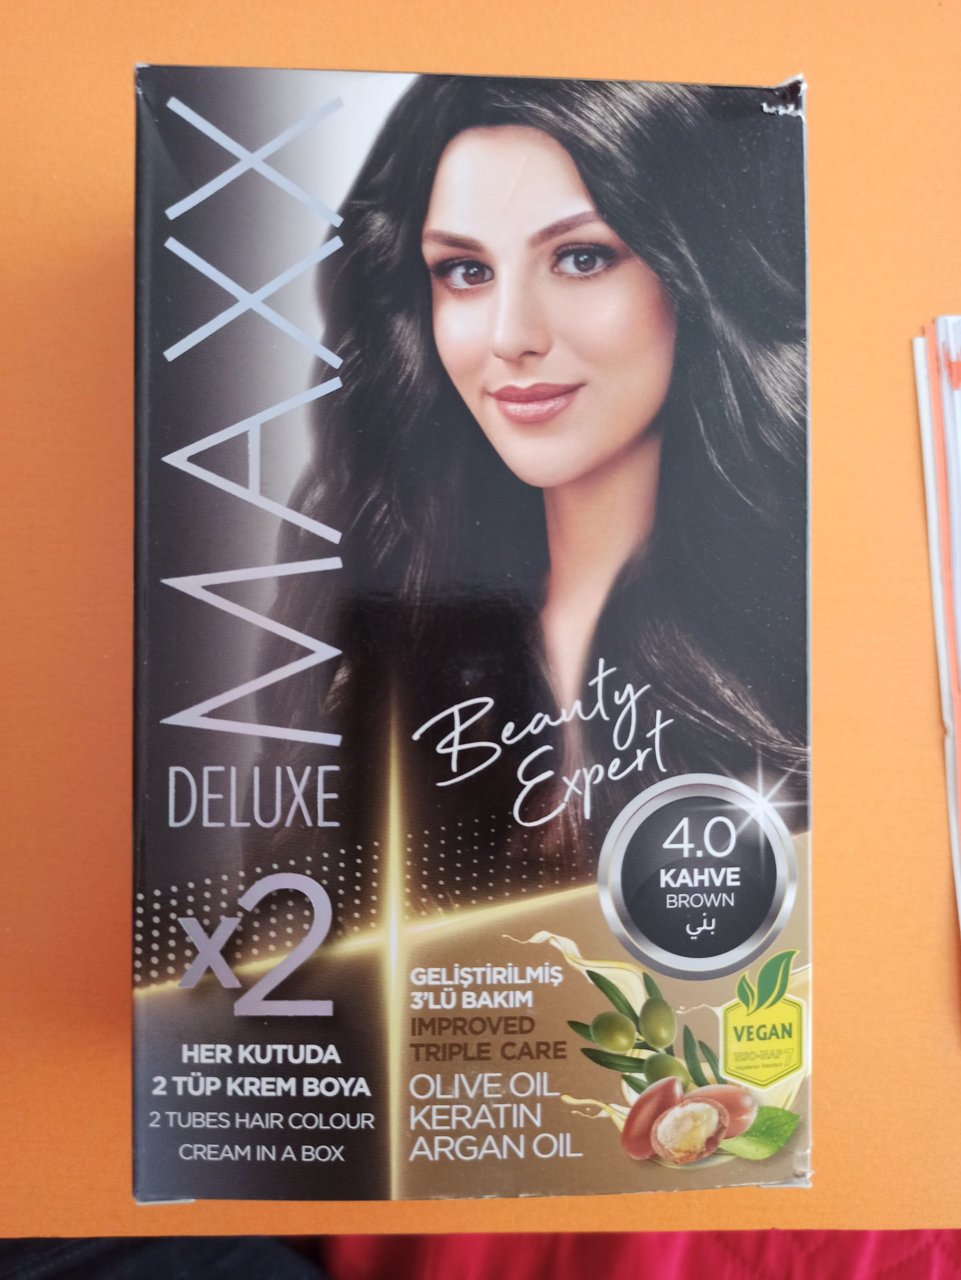 MAXX
DELUXE
Beauty
Expert
4.0
KAHVE
BROWN
بني
x2
HER KUTUDA
2 TÜP KREM BOYA
2 TUBES HAIR COLOUR
CREAM IN A BOX
GELİŞTİRİLMİŞ
3'LÜ BAKIM
IMPROVED
TRIPLE CARE
OLIVE OIL
KERATIN
ARGAN OIL
VEGAN